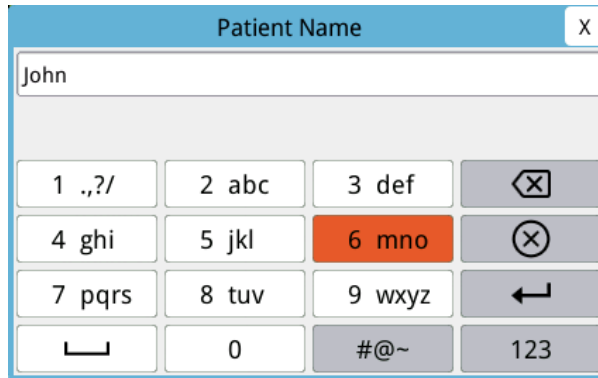 Patient Name X
John
1 .,?/ 2 abc 3 def
4 ghi 5 jkl 6 mno
7 pqrs 8 tuv 9 wxyz
0 #@~ 123